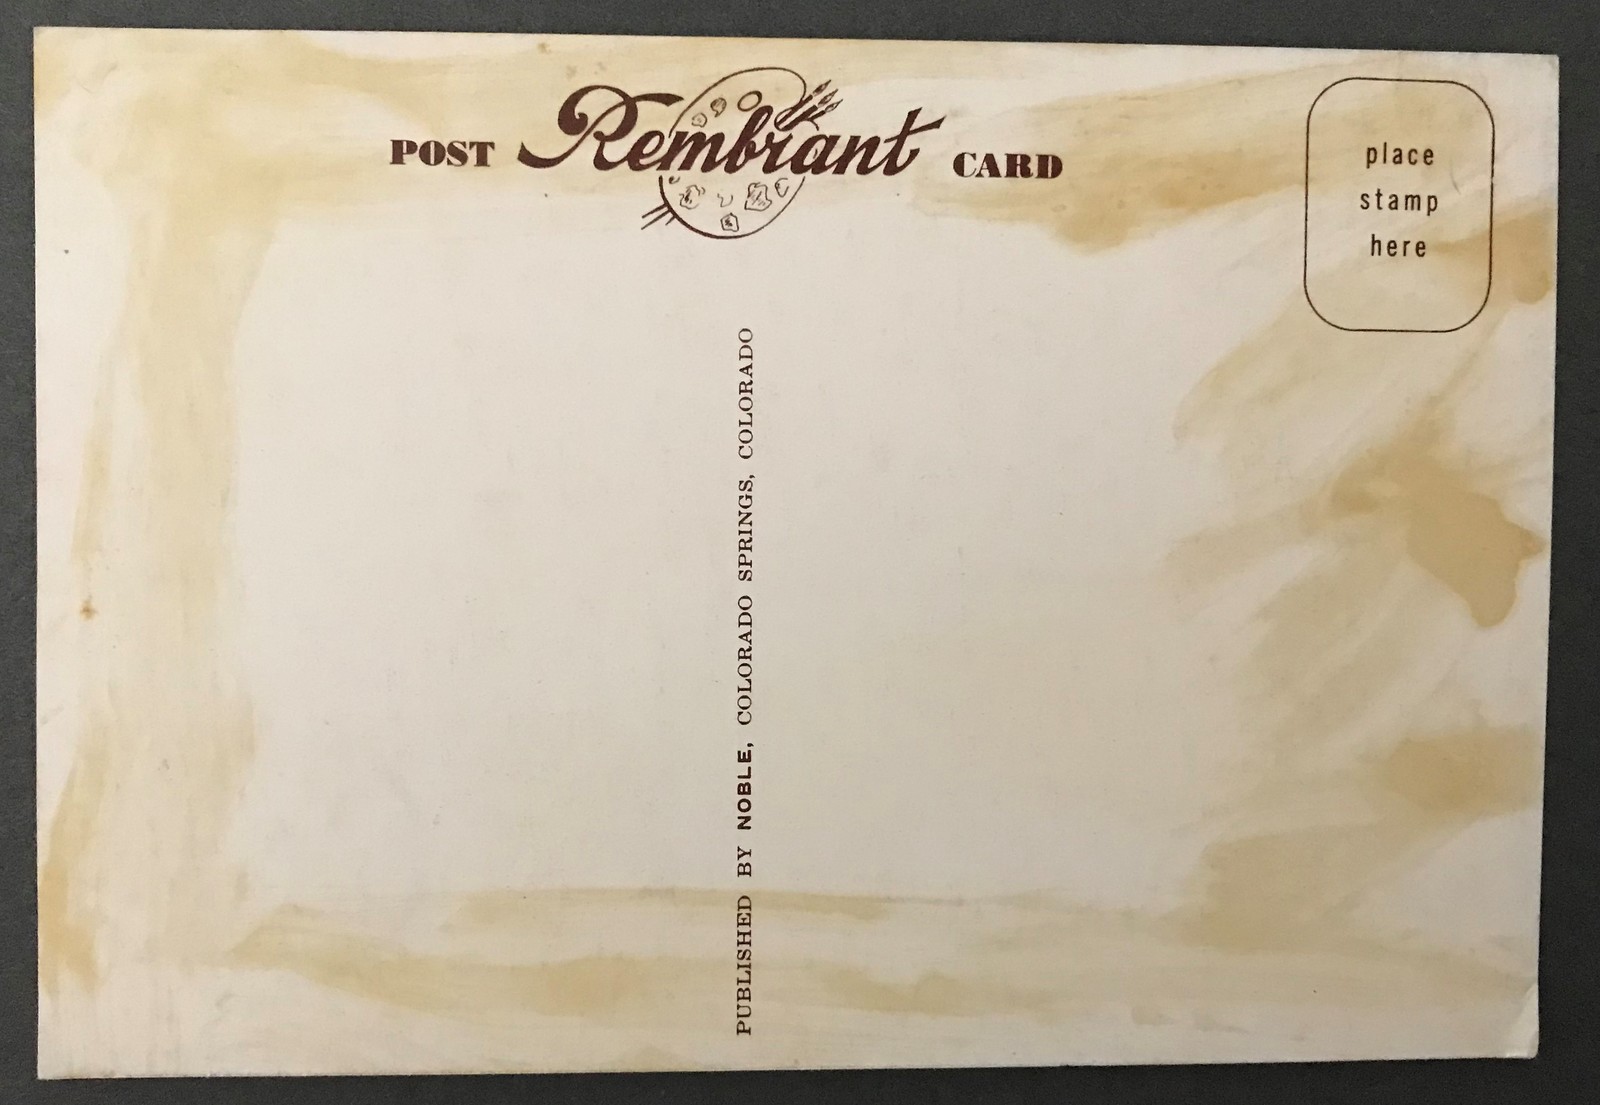 POST Rembrant CARD
place
stamp
here
PUBLISHED BY NOBLE, COLORADO SPRINGS, COLORADO